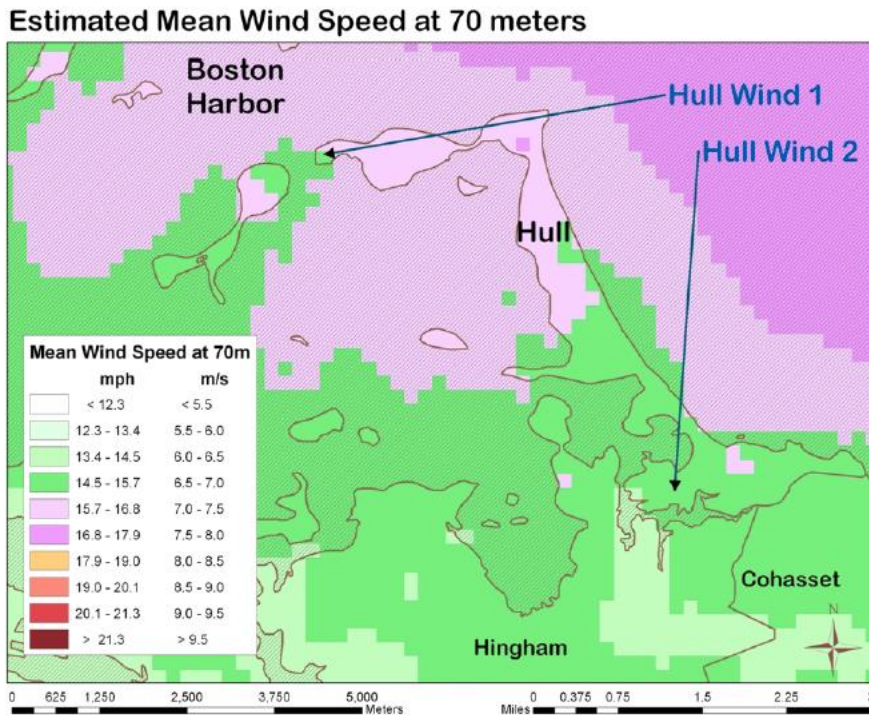 Estimated Mean Wind Speed at 70 meters
Boston
Harbor
Hull Wind 1
Hull Wind 2
Hull
Mean Wind Speed at 70m
mph m/s
< 12.3 < 5.5
12.3 - 13.4 5.5 - 6.0
13.4 - 14.5 6.0 - 6.5
14.5 - 15.7 6.5 - 7.0
15.7 - 16.8 7.0 - 7.5
16.8 - 17.9 7.5 - 8.0
17.9 - 19.0 8.0 - 8.5
19.0 - 20.1 8.5 - 9.0
20.1 - 21.3 9.0 - 9.5
> 21.3 > 9.5
Cohasset
Hingham
N
0 625 1,250 2,500 3,750 5,000 Meters
0 0.375 0.75 1.5 2.25 3 Miles